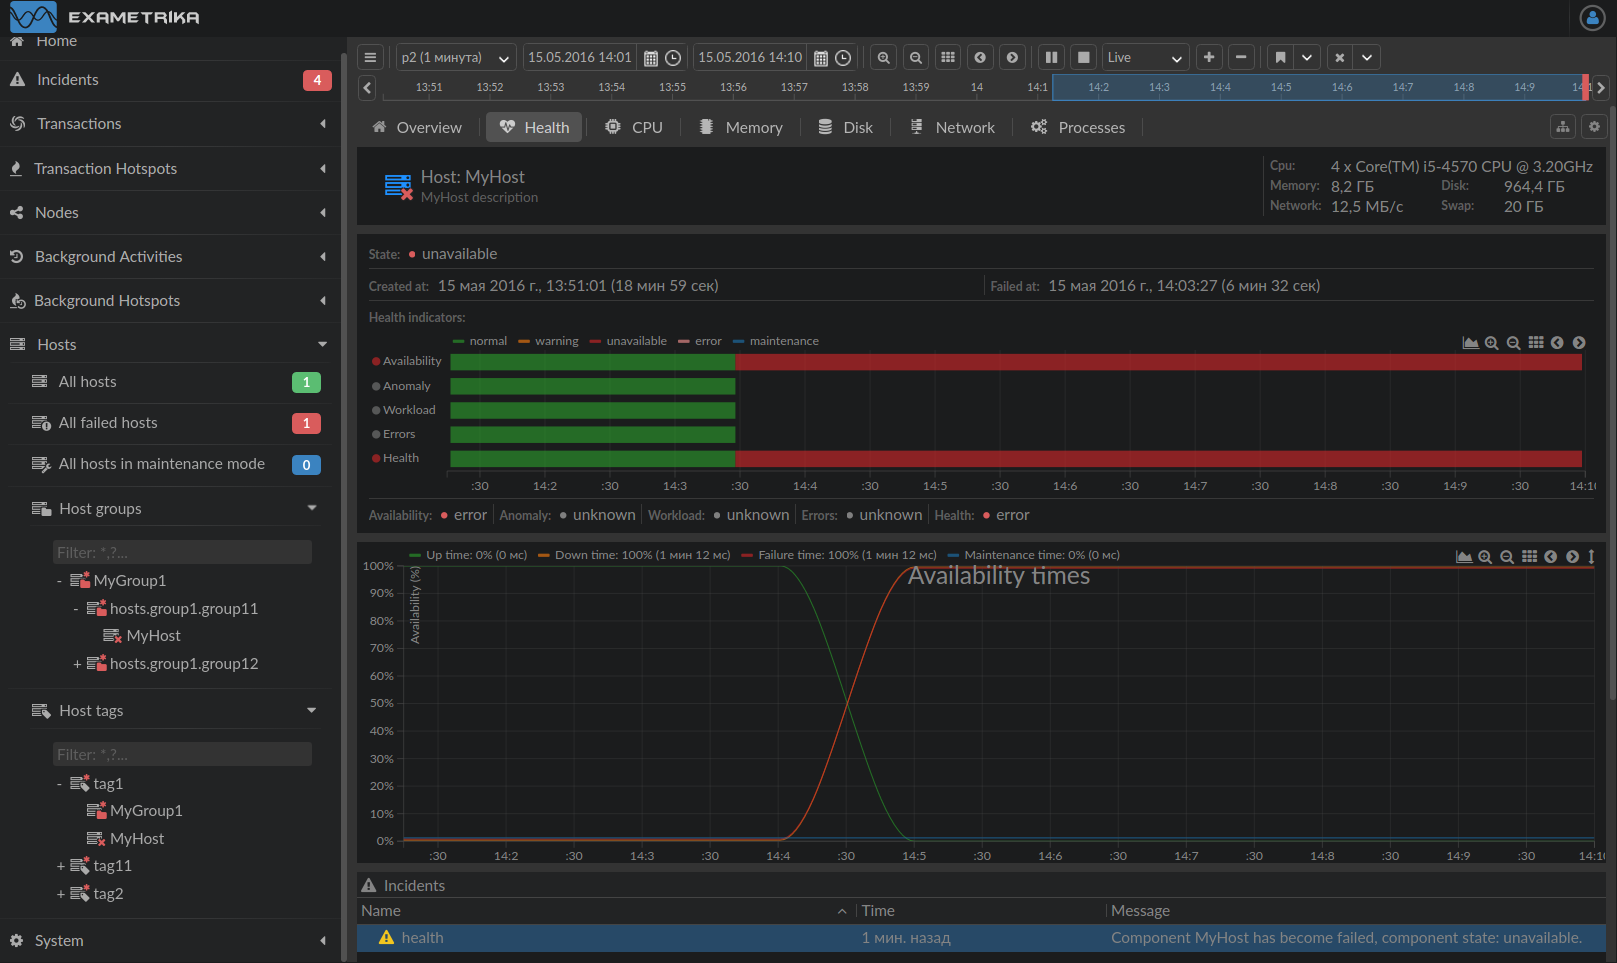 EXAMETRIKA
Home
Incidents 4
Transactions
Transaction Hotspots
Nodes
Background Activities
Background Hotspots
Hosts
All hosts 1
All failed hosts 1
All hosts in maintenance mode 0
Host groups
Filter: *,?...
- MyGroup1
- hosts.group1.group11
MyHost
+ hosts.group1.group12
Host tags
Filter: *,?...
- tag1
MyGroup1
MyHost
+ tag11
+ tag2
System
p2 (1 минута) 15.05.2016 14:01 15.05.2016 14:10 Live
13:51 13:52 13:53 13:54 13:55 13:56 13:57 13:58 13:59 14 14:1 14:2 14:3 14:4 14:5 14:6 14:7 14:8 14:9
Overview Health CPU Memory Disk Network Processes
Host: MyHost
MyHost description
Cpu: 4 x Core(TM) i5-4570 CPU @ 3.20GHz
Memory: 8,2 ГБ Disk: 964,4 ГБ
Network: 12,5 МБ/с Swap: 20 ГБ
State: unavailable
Created at: 15 мая 2016 г., 13:51:01 (18 мин 59 сек) Failed at: 15 мая 2016 г., 14:03:27 (6 мин 32 сек)
Health indicators:
normal warning unavailable error maintenance
Availability
Anomaly
Workload
Errors
Health
:30 14:2 :30 14:3 :30 14:4 :30 14:5 :30 14:6 :30 14:7 :30 14:8 :30 14:9 :30 14:10
Availability: error Anomaly: unknown Workload: unknown Errors: unknown Health: error
Up time: 0% (0 мс) Down time: 100% (1 мин 12 мс) Failure time: 100% (1 мин 12 мс) Maintenance time: 0% (0 мс)
Availability times
Availability (%)
100%
90%
80%
70%
60%
50%
40%
30%
20%
10%
0%
:30 14:2 :30 14:3 :30 14:4 :30 14:5 :30 14:6 :30 14:7 :30 14:8 :30 14:9 :30 14:10
Incidents
Name Time Message
health 1 мин. назад Component MyHost has become failed, component state: unavailable.